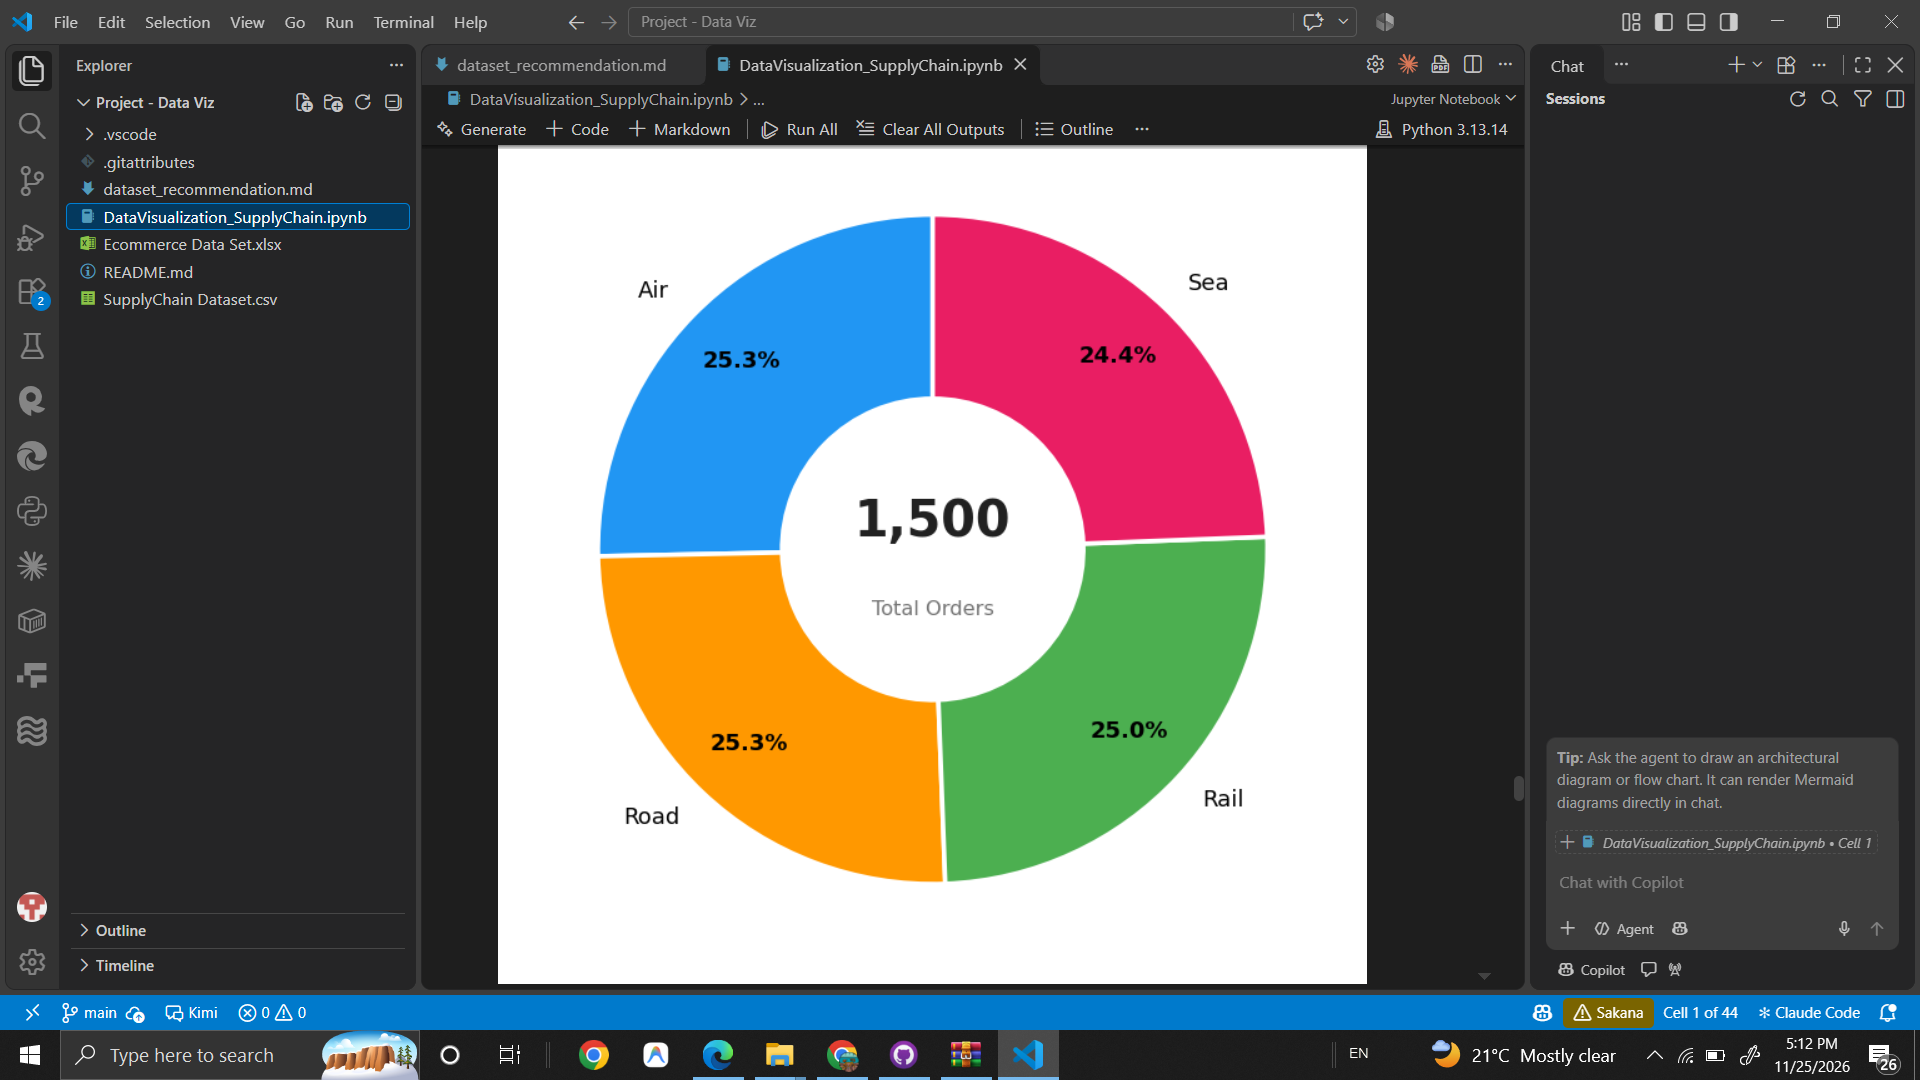 File Edit Selection View Go Run Terminal Help
Project - Data Viz
Explorer
Project - Data Viz
.vscode
.gitattributes
dataset_recommendation.md
DataVisualization_SupplyChain.ipynb
Ecommerce Data Set.xlsx
README.md
SupplyChain Dataset.csv
2
Outline
Timeline
dataset_recommendation.md
DataVisualization_SupplyChain.ipynb
PDF
DataVisualization_SupplyChain.ipynb > ...
Jupyter Notebook
Generate + Code + Markdown Run All Clear All Outputs Outline ...
Python 3.13.14
Air
Sea
25.3%
24.4%
1,500
Total Orders
25.3%
25.0%
Road
Rail
Chat
Sessions
Tip: Ask the agent to draw an architectural
diagram or flow chart. It can render Mermaid
diagrams directly in chat.
DataVisualization_SupplyChain.ipynb • Cell 1
Chat with Copilot
Agent
Copilot
main Kimi 0 0
Sakana Cell 1 of 44 Claude Code
Type here to search
EN
21°C Mostly clear
5:12 PM
11/25/2026
26